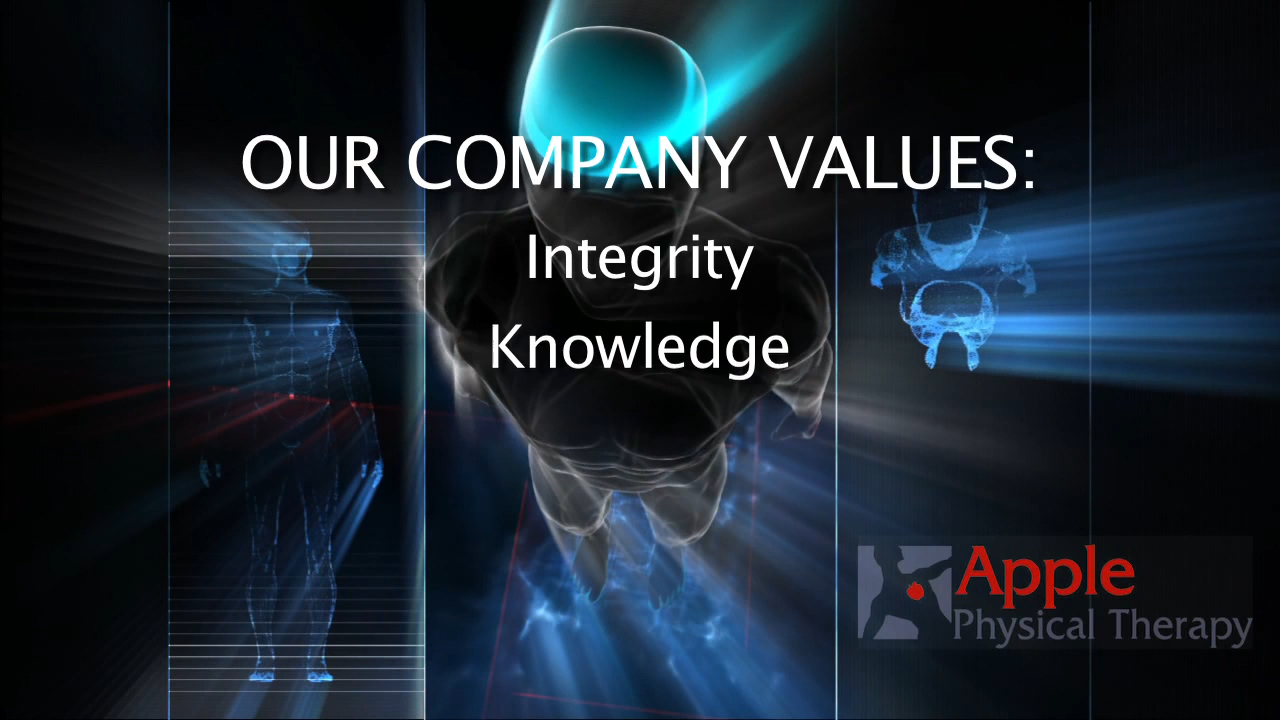 OUR COMPANY VALUES:
Integrity
Knowledge
Apple
Physical Therapy